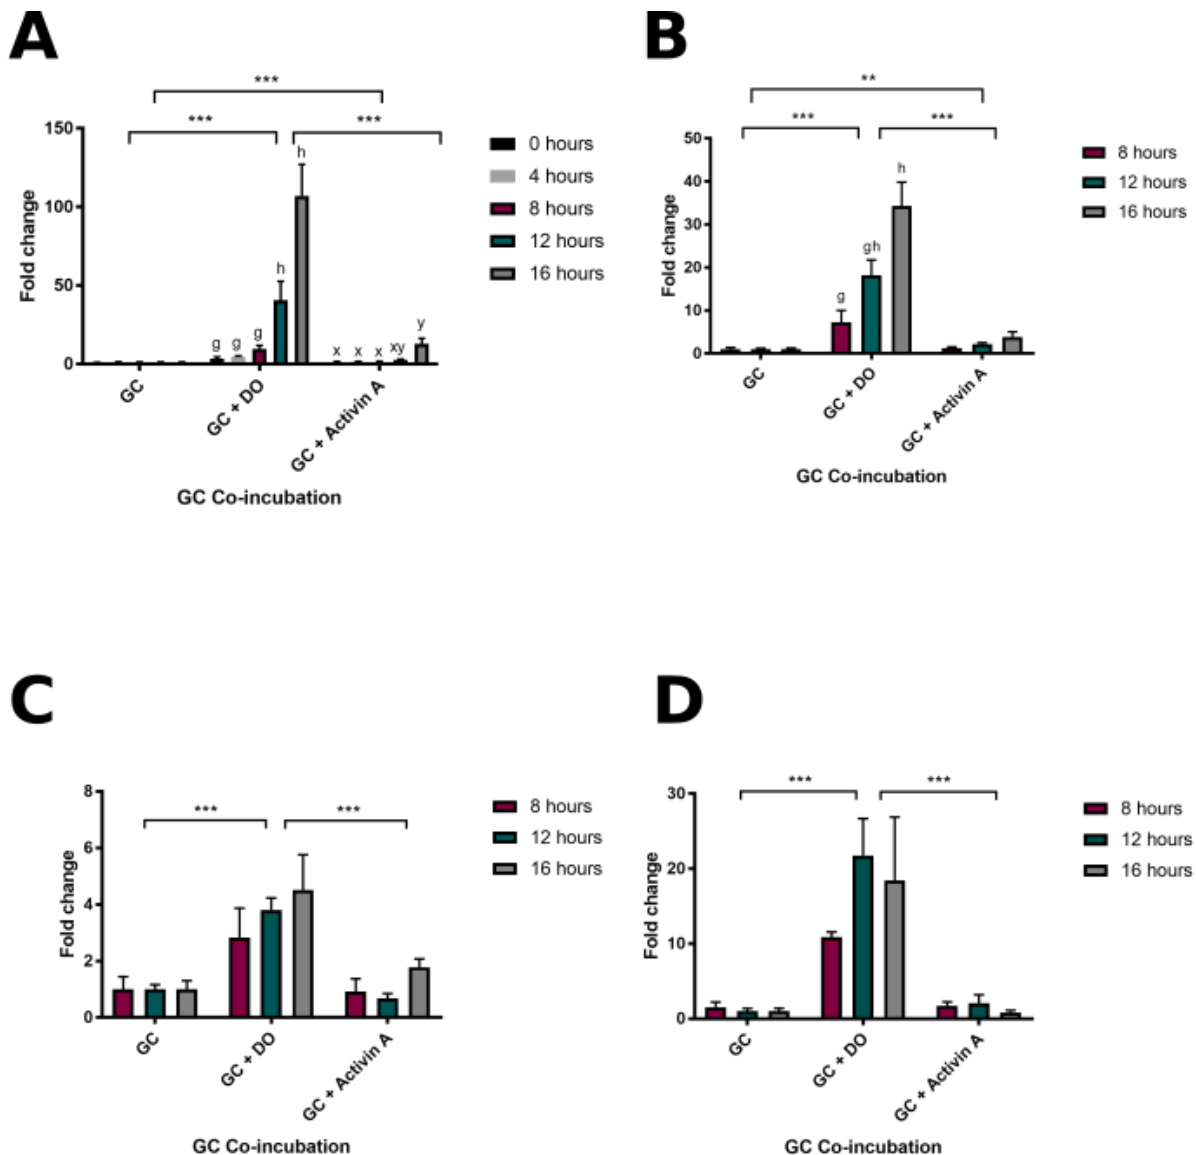 A
***
***
***
150
100
50
0
Fold change
g
g
g
h
h
x
x
x
xy
y
GC
GC + DO
GC + Activin A
GC Co-incubation
0 hours
4 hours
8 hours
12 hours
16 hours
B
**
***
***
50
40
30
20
10
0
Fold change
g
gh
h
GC
GC + DO
GC + Activin A
GC Co-incubation
8 hours
12 hours
16 hours
C
***
***
8
6
4
2
0
Fold change
GC
GC + DO
GC + Activin A
GC Co-incubation
8 hours
12 hours
16 hours
D
***
***
30
20
10
0
Fold change
GC
GC + DO
GC + Activin A
GC Co-incubation
8 hours
12 hours
16 hours